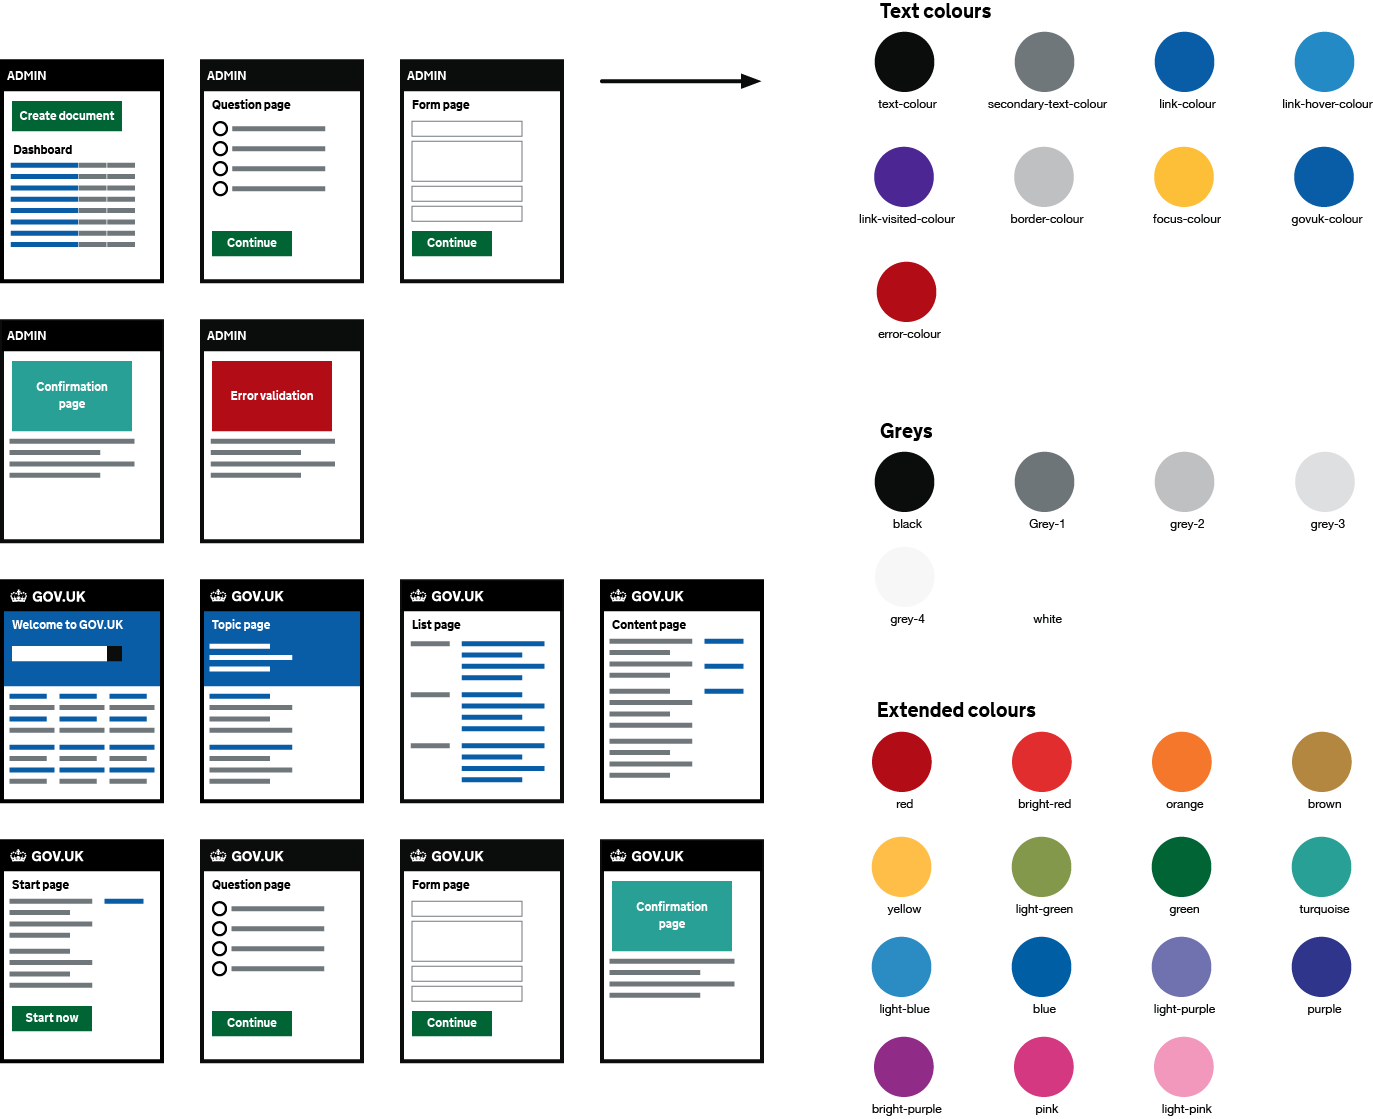 ADMIN
Create document
Dashboard
ADMIN
Question page
Continue
ADMIN
Form page
Continue
ADMIN
Confirmation
page
ADMIN
Error validation
GOV.UK
Welcome to GOV.UK
GOV.UK
Topic page
GOV.UK
List page
GOV.UK
Content page
GOV.UK
Start page
Start now
GOV.UK
Question page
Continue
GOV.UK
Form page
Continue
GOV.UK
Confirmation
page
Text colours
text-colour
secondary-text-colour
link-colour
link-hover-colour
link-visited-colour
border-colour
focus-colour
govuk-colour
error-colour
Greys
black
Grey-1
grey-2
grey-3
grey-4
white
Extended colours
red
bright-red
orange
brown
yellow
light-green
green
turquoise
light-blue
blue
light-purple
purple
bright-purple
pink
light-pink